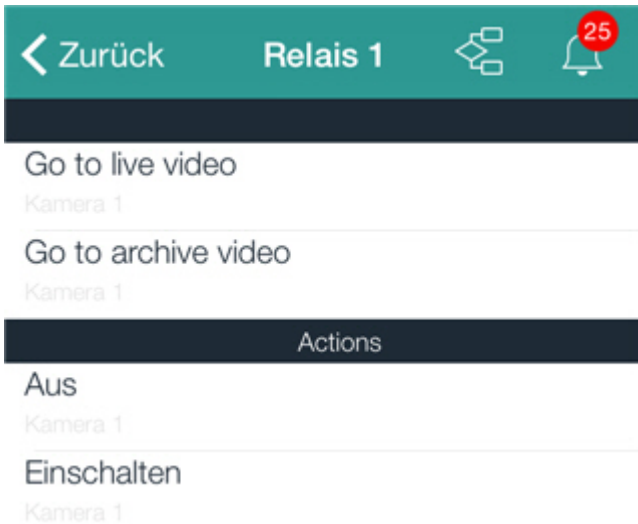 Zurück Relais 1 25
Go to live video
Kamera 1
Go to archive video
Kamera 1
Actions
Aus
Kamera 1
Einschalten
Kamera 1